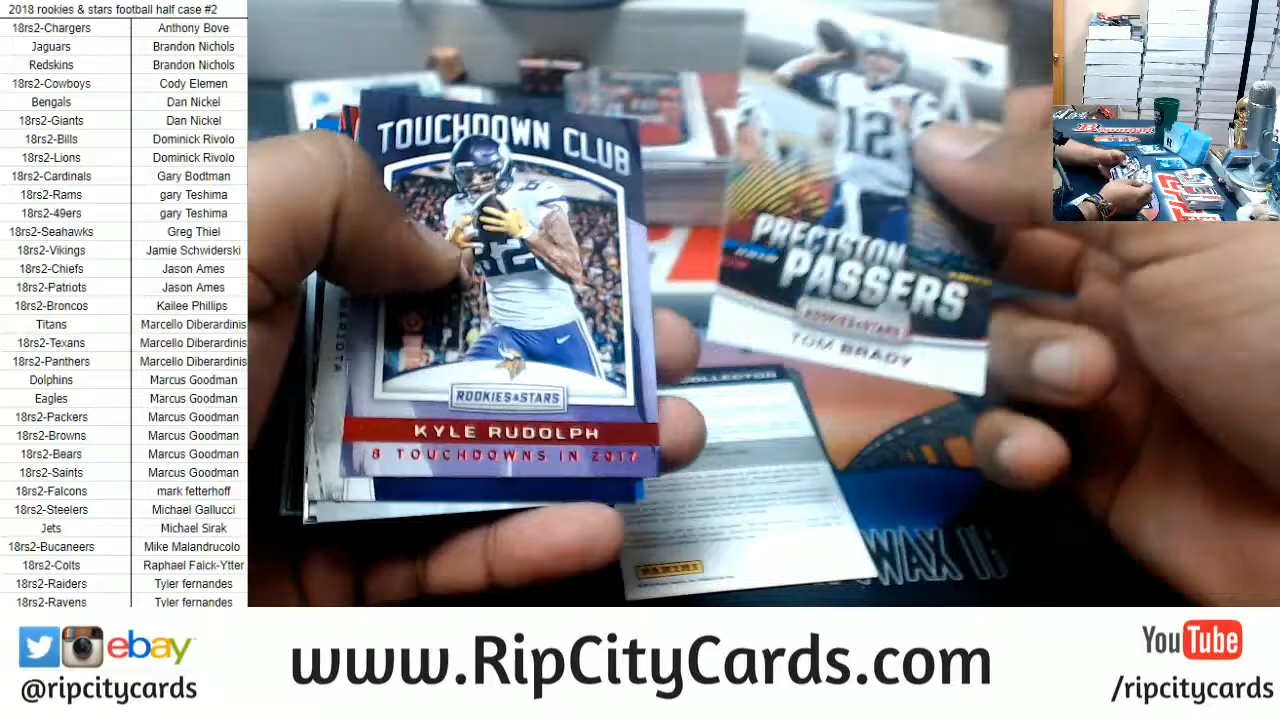 2018 rookies & stars football half case #2
18rs2-Chargers Anthony Bove
Jaguars Brandon Nichols
Redskins Brandon Nichols
18rs2-Cowboys Cody Elemen
Bengals Dan Nickel
18rs2-Giants Dan Nickel
18rs2-Bills Dominick Rivolo
18rs2-Lions Dominick Rivolo
18rs2-Cardinals Gary Bodtman
18rs2-Rams gary Teshima
18rs2-49ers gary Teshima
18rs2-Seahawks Greg Thiel
18rs2-Vikings Jamie Schwiderski
18rs2-Chiefs Jason Ames
18rs2-Patriots Jason Ames
18rs2-Broncos Kailee Phillips
Titans Marcello Diberardinis
18rs2-Texans Marcello Diberardinis
18rs2-Panthers Marcello Diberardinis
Dolphins Marcus Goodman
Eagles Marcus Goodman
18rs2-Packers Marcus Goodman
18rs2-Browns Marcus Goodman
18rs2-Bears Marcus Goodman
18rs2-Saints Marcus Goodman
18rs2-Falcons mark fetterhoff
18rs2-Steelers Michael Gallucci
Jets Michael Sirak
18rs2-Bucaneers Mike Malandrucolo
18rs2-Colts Raphael Falck-Ytter
18rs2-Raiders Tyler fernandes
18rs2-Ravens Tyler fernandes
TOUCHDOWN CLUB
82
ROOKIES & STARS
KYLE RUDOLPH
8 TOUCHDOWNS IN 2017
12
PRECISION
PASSERS
ROOKIES & STARS
TOM BRADY
COLLECTOR
PANINI
WAX
ebay
@ripcitycards
www.RipCityCards.com
YouTube
/ripcitycards